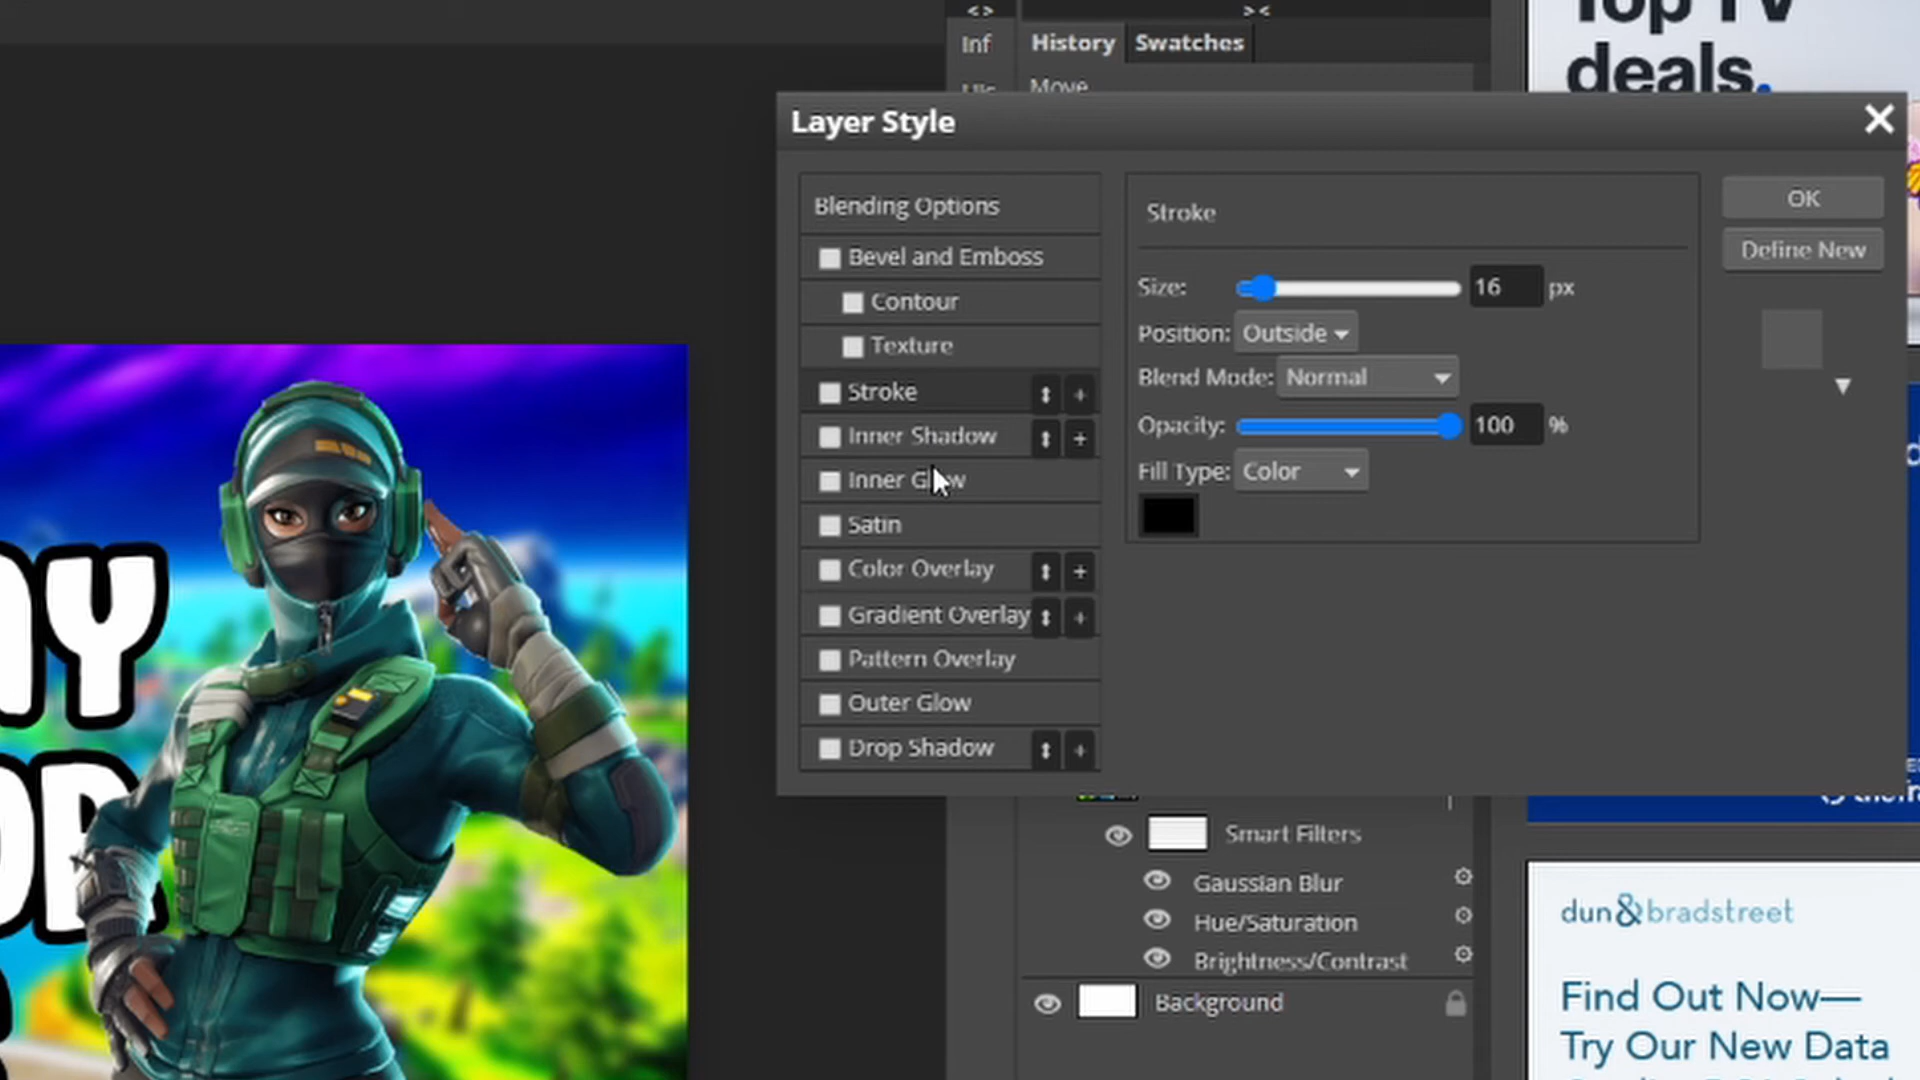 Top TV
deals.
Inf
History
Swatches
Move
Layer Style
Blending Options
Bevel and Emboss
Contour
Texture
Stroke
Inner Shadow
Inner Glow
Satin
Color Overlay
Gradient Overlay
Pattern Overlay
Outer Glow
Drop Shadow
Stroke
Size: 16 px
Position: Outside
Blend Mode: Normal
Opacity: 100 %
Fill Type: Color
OK
Define New
AY
Smart Filters
Gaussian Blur
Hue/Saturation
Brightness/Contrast
Background
dun&bradstreet
Find Out Now—
Try Our New Data